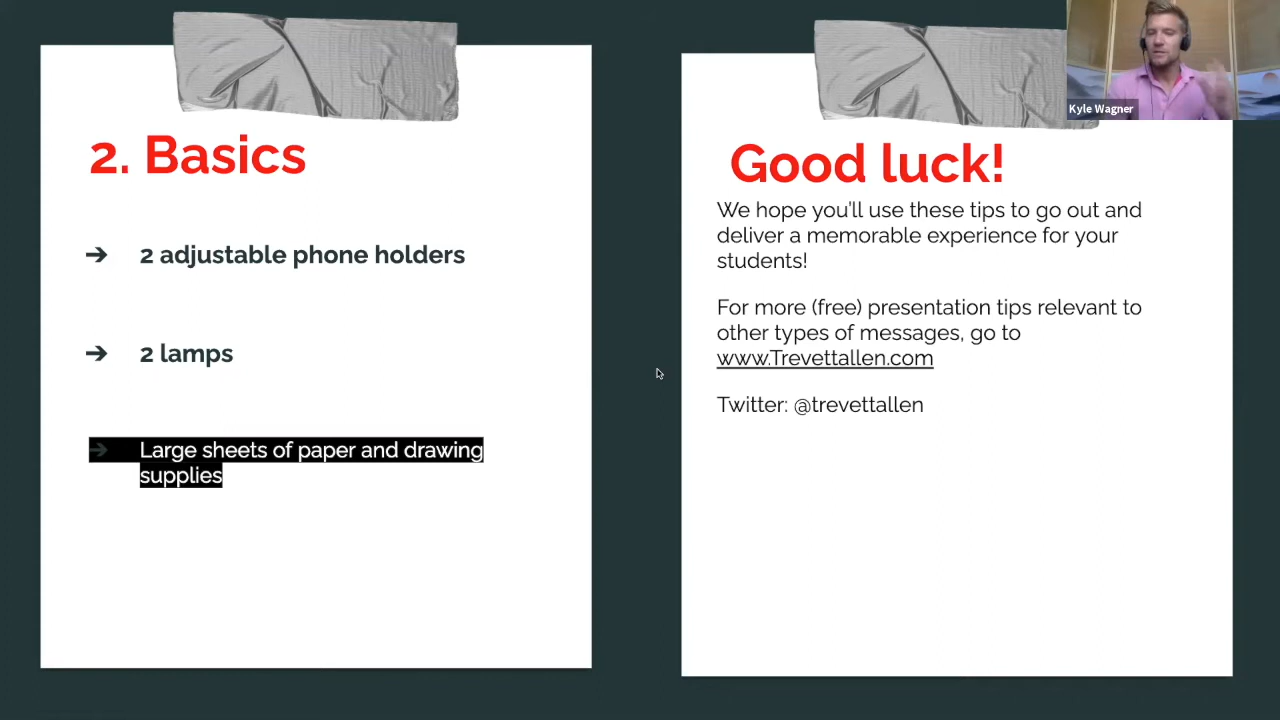 2. Basics
➔ 2 adjustable phone holders
➔ 2 lamps
➔ Large sheets of paper and drawing
supplies
Good luck!
We hope you'll use these tips to go out and
deliver a memorable experience for your
students!
For more (free) presentation tips relevant to
other types of messages, go to
www.Trevettallen.com
Twitter: @trevettallen
Kyle Wagner